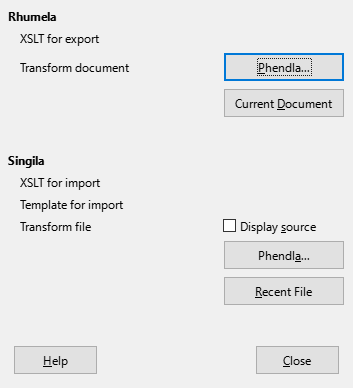 Rhumela
XSLT for export
Transform document
Phendla...
Current Document
Singila
XSLT for import
Template for import
Transform file
Display source
Phendla...
Recent File
Help
Close